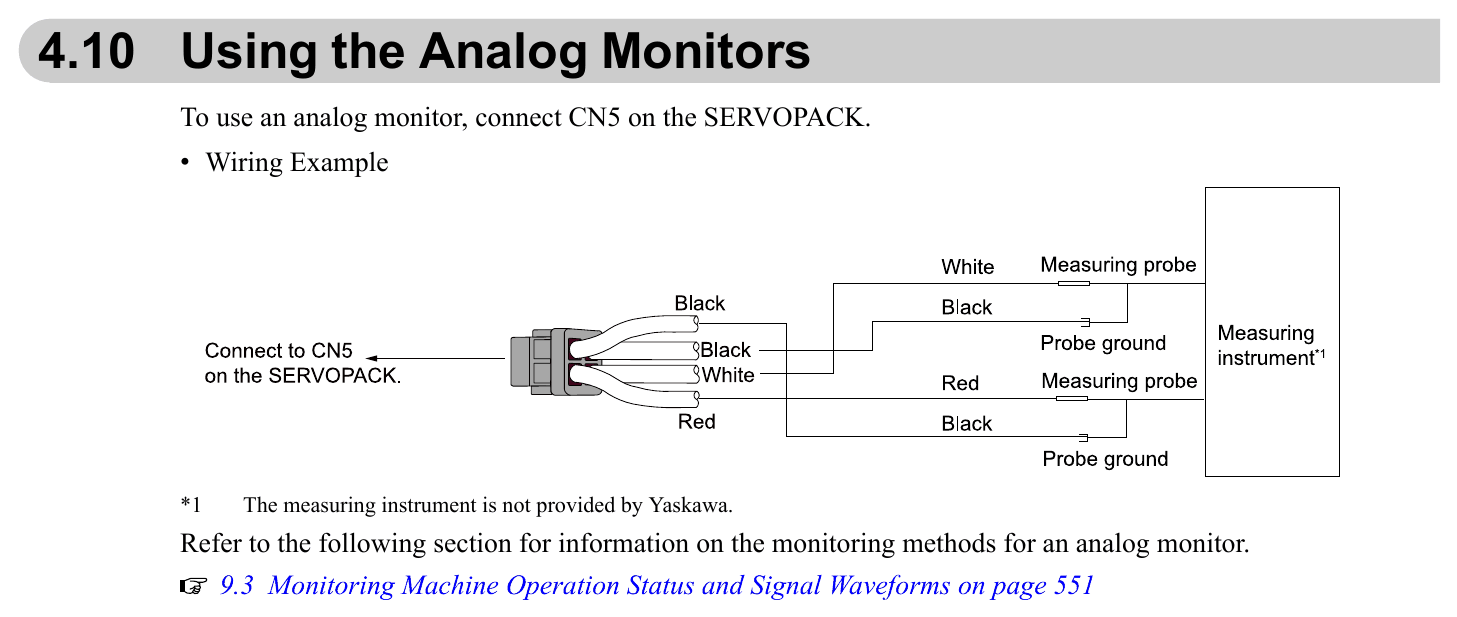 4.10 Using the Analog Monitors
To use an analog monitor, connect CN5 on the SERVOPACK.
• Wiring Example
White
Measuring probe
Black
Black
Probe ground
Connect to CN5
on the SERVOPACK.
Black
White
Measuring
instrument*1
Red
Measuring probe
Red
Black
Probe ground
*1 The measuring instrument is not provided by Yaskawa.
Refer to the following section for information on the monitoring methods for an analog monitor.
☞ 9.3 Monitoring Machine Operation Status and Signal Waveforms on page 551